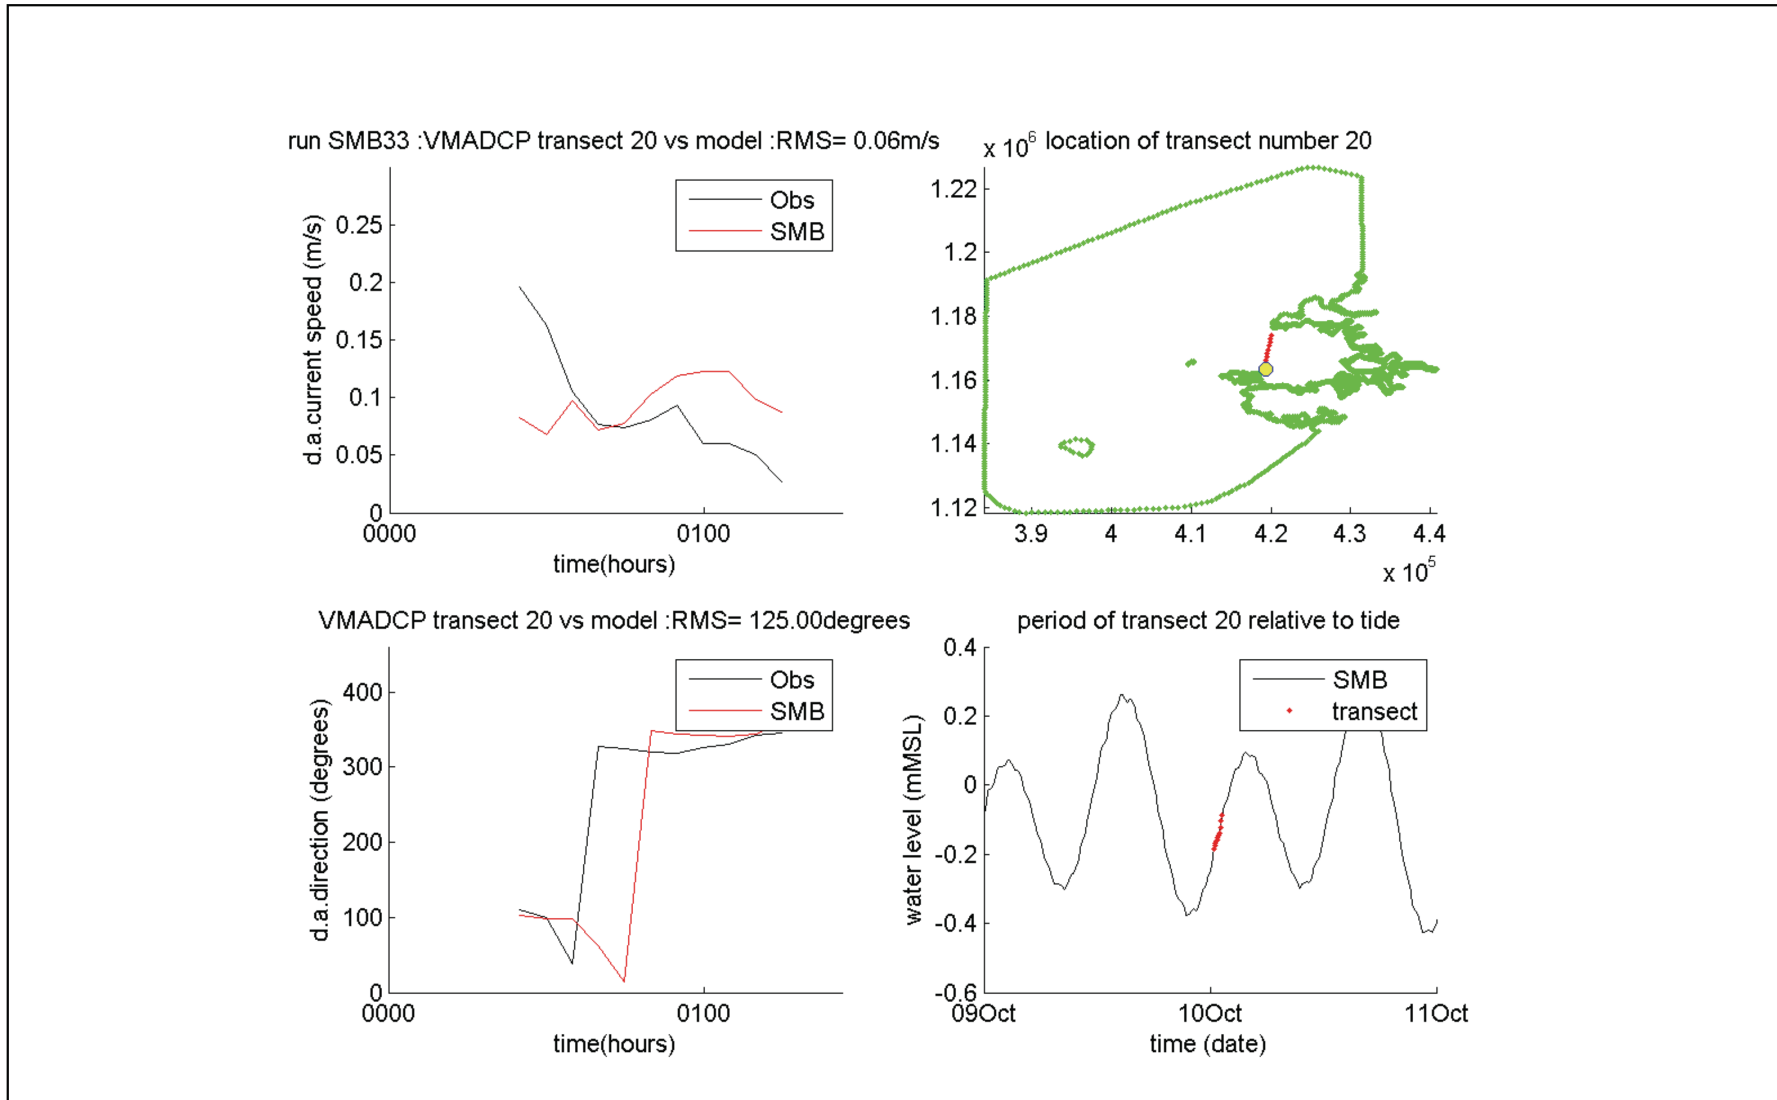 run SMB33 :VMADCP transect 20 vs model :RMS= 0.06m/s
d.a.current speed (m/s)
0.25
0.2
0.15
0.1
0.05
0
0000
0100
time(hours)
Obs
SMB
x 10^6 location of transect number 20
1.22
1.2
1.18
1.16
1.14
1.12
3.9
4
4.1
4.2
4.3
4.4
x 10^5
VMADCP transect 20 vs model :RMS= 125.00degrees
d.a.direction (degrees)
400
300
200
100
0
0000
0100
time(hours)
Obs
SMB
period of transect 20 relative to tide
water level (mMSL)
0.4
0.2
0
-0.2
-0.4
-0.6
09Oct
10Oct
11Oct
time (date)
SMB
transect